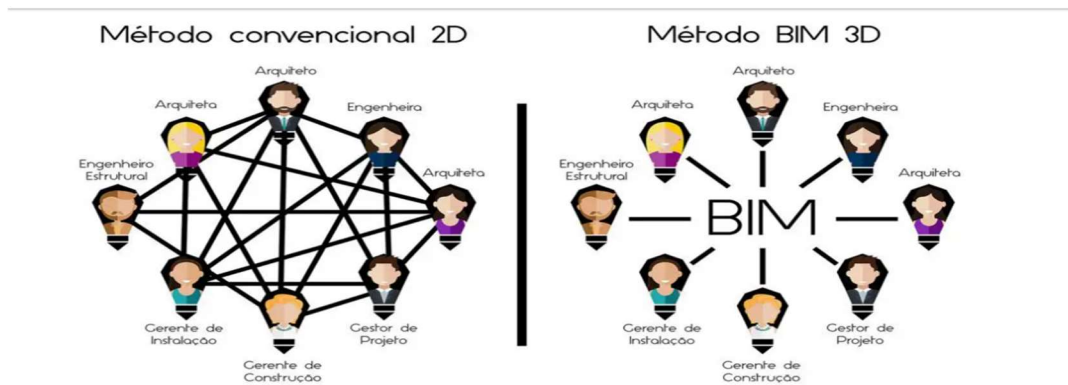 Método convencional 2D
Arquiteto
Arquiteta
Engenheira
Engenheiro
Estrutural
Arquiteta
Gerente de
Instalação
Gestor de
Projeto
Gerente de
Construção
Método BIM 3D
Arquiteto
Arquiteta
Engenheira
Engenheiro
Estrutural
Arquiteta
BIM
Gerente de
Instalação
Gestor de
Projeto
Gerente de
Construção